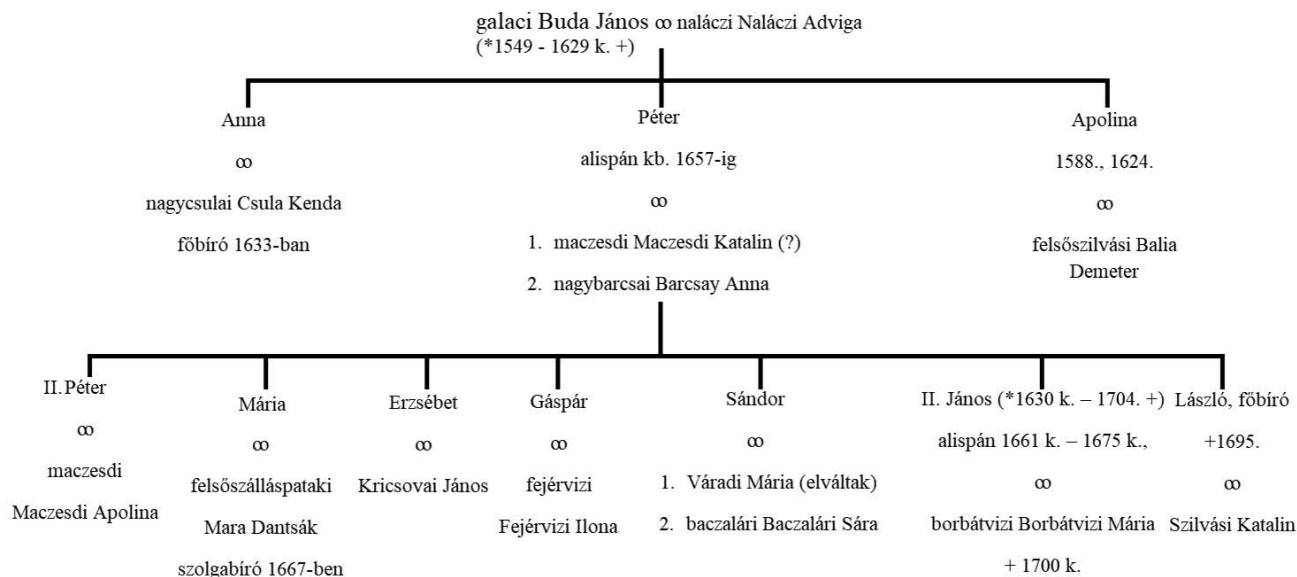 galaci Buda János ꝏ naláczi Naláczi Adviga
(*1549 - 1629 k. +)
Anna
ꝏ
nagycsulai Csula Kenda
főbíró 1633-ban
Péter
alispán kb. 1657-ig
ꝏ
1. maczesdi Maczesdi Katalin (?)
2. nagybarcsai Barcsay Anna
Apolina
1588., 1624.
ꝏ
felsőszilvási Balia
Demeter
II. Péter
ꝏ
maczesdi
Maczesdi Apolina
Mária
ꝏ
felsőszálláspataki
Mara Dantsák
szolgabíró 1667-ben
Erzsébet
ꝏ
Kricsovai János
Gáspár
ꝏ
fejérvizi
Fejérvizi Ilona
Sándor
ꝏ
1. Váradi Mária (elváltak)
2. baczalári Baczalári Sára
II. János (*1630 k. – 1704. +)
alispán 1661 k. – 1675 k.,
ꝏ
borbátvizi Borbátvizi Mária
+ 1700 k.
László, főbíró
+1695.
ꝏ
Szilvási Katalin